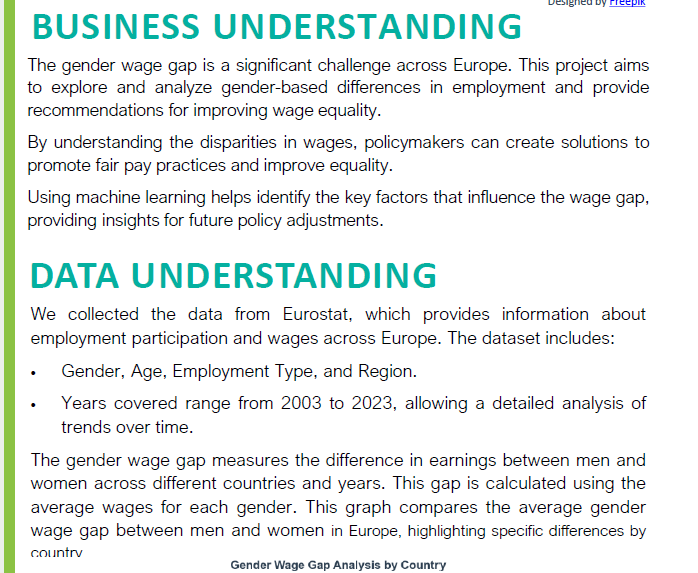 Designed by Freepik
BUSINESS UNDERSTANDING
The gender wage gap is a significant challenge across Europe. This project aims
to explore and analyze gender-based differences in employment and provide
recommendations for improving wage equality.
By understanding the disparities in wages, policymakers can create solutions to
promote fair pay practices and improve equality.
Using machine learning helps identify the key factors that influence the wage gap,
providing insights for future policy adjustments.
DATA UNDERSTANDING
We collected the data from Eurostat, which provides information about
employment participation and wages across Europe. The dataset includes:
• Gender, Age, Employment Type, and Region.
• Years covered range from 2003 to 2023, allowing a detailed analysis of
trends over time.
The gender wage gap measures the difference in earnings between men and
women across different countries and years. This gap is calculated using the
average wages for each gender. This graph compares the average gender
wage gap between men and women in Europe, highlighting specific differences by
country
Gender Wage Gap Analysis by Country